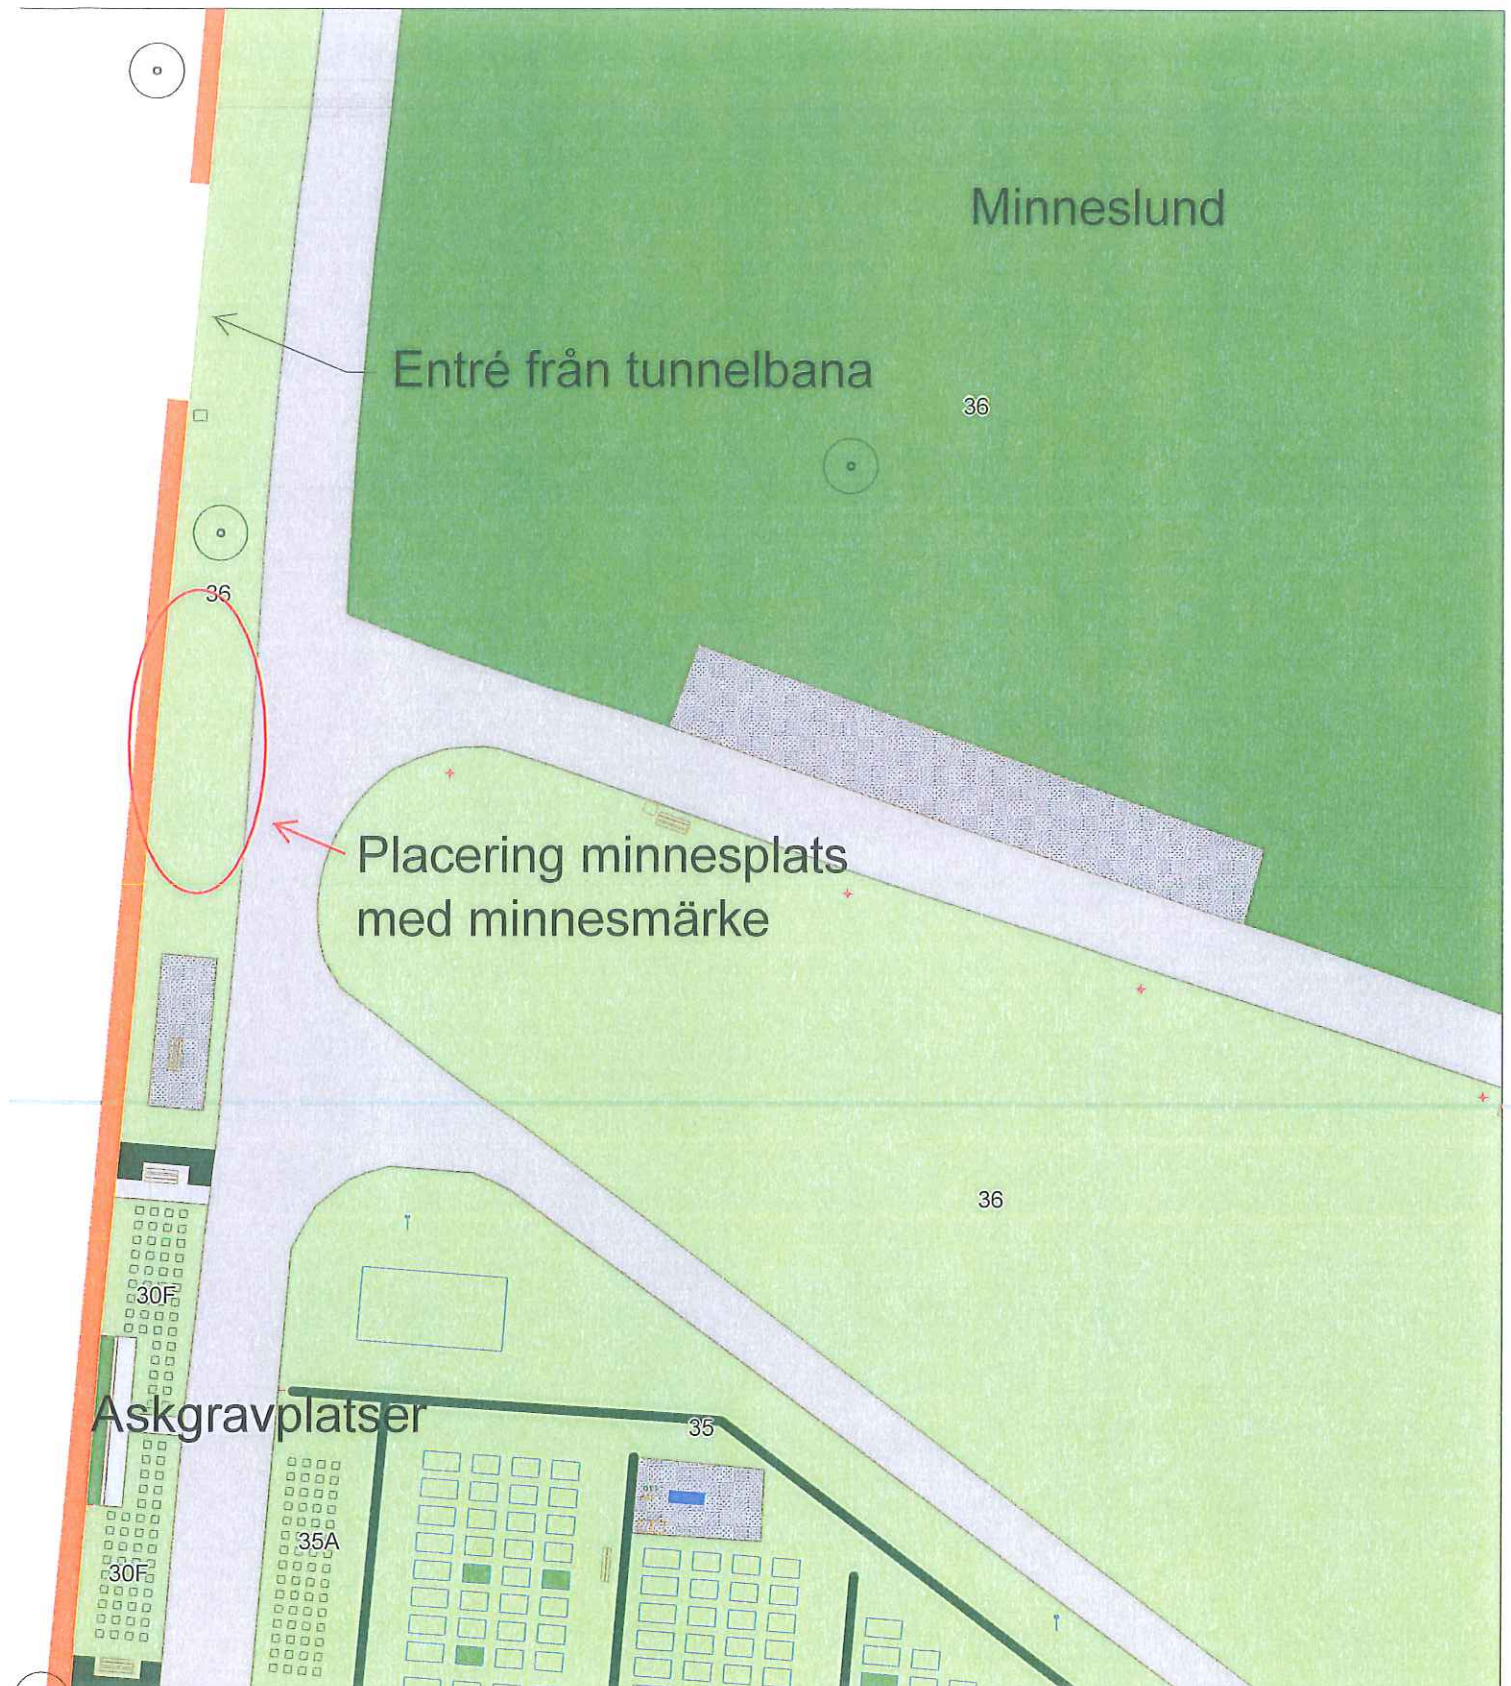 Minneslund
Entré från tunnelbana
36
36
Placering minnesplats
med minnesmärke
36
30F
Askgravplatser
35
35A
30F